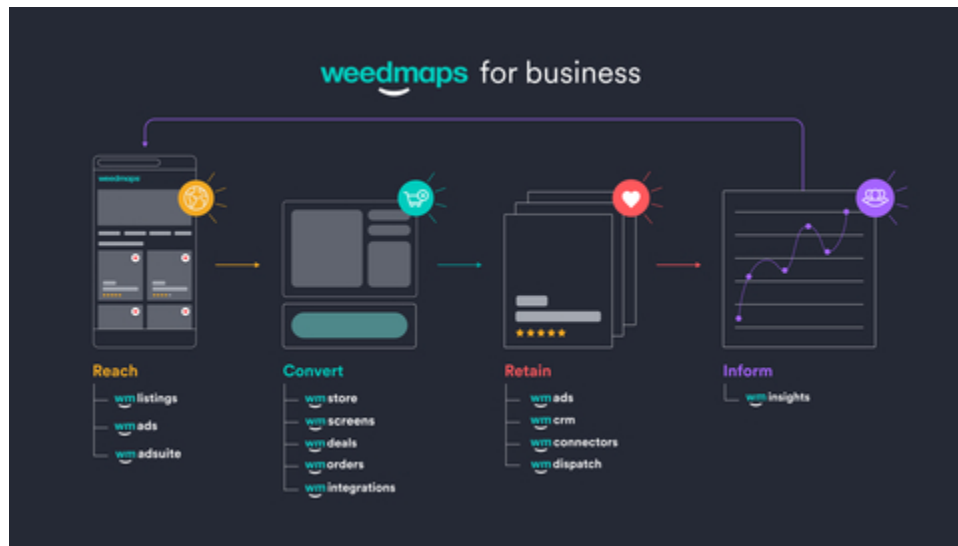 weedmaps for business
weedmaps
Reach
wm listings
wm ads
wm adsuite
Convert
wm store
wm screens
wm deals
wm orders
wm integrations
Retain
wm ads
wm crm
wm connectors
wm dispatch
Inform
wm insights